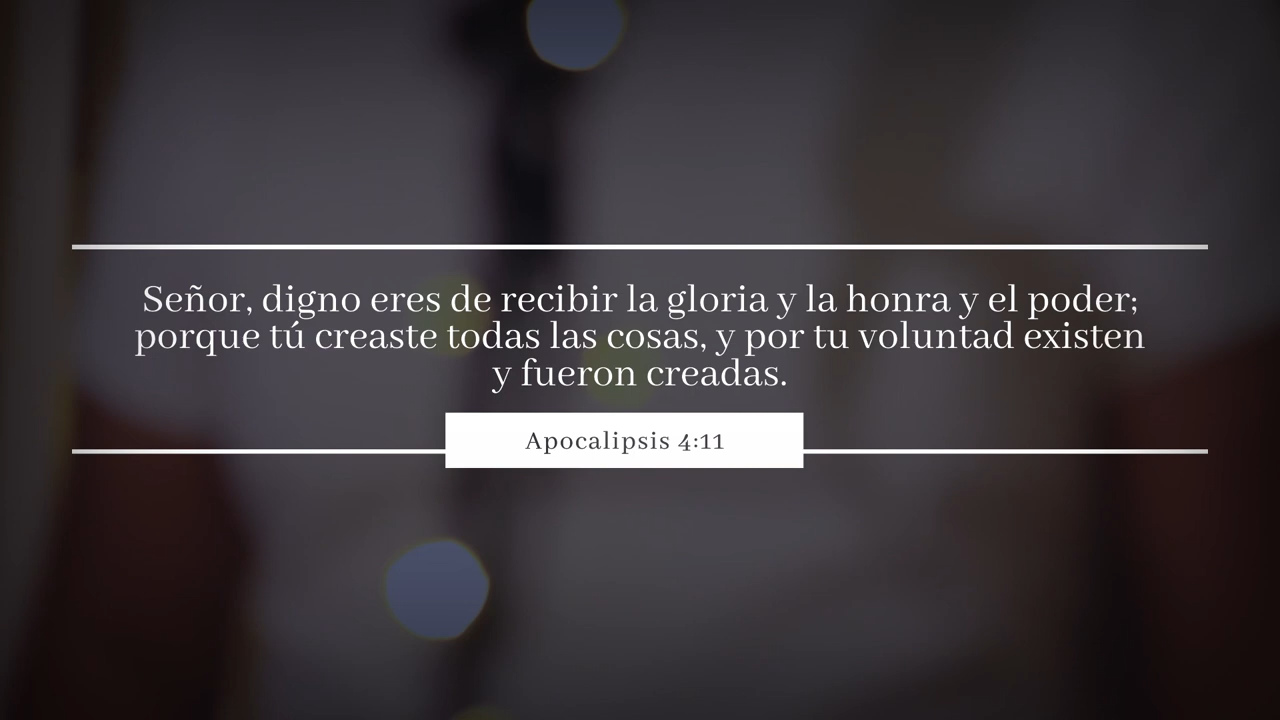 Señor, digno eres de recibir la gloria y la honra y el poder;
porque tú creaste todas las cosas, y por tu voluntad existen
y fueron creadas.
Apocalipsis 4:11